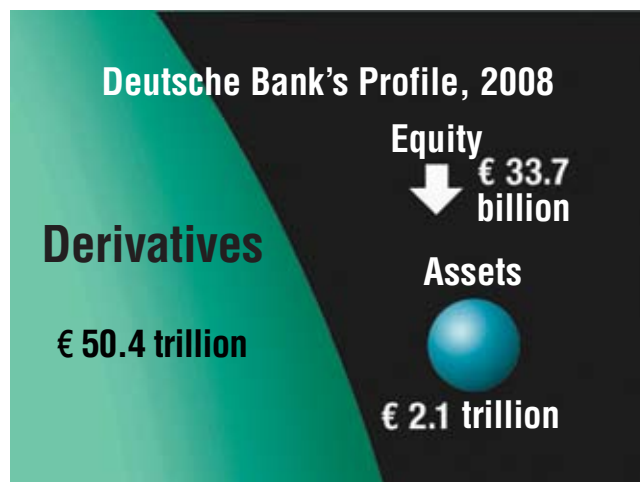 Deutsche Bank's Profile, 2008
Equity
€ 33.7
billion
Derivatives
€ 50.4 trillion
Assets
€ 2.1 trillion